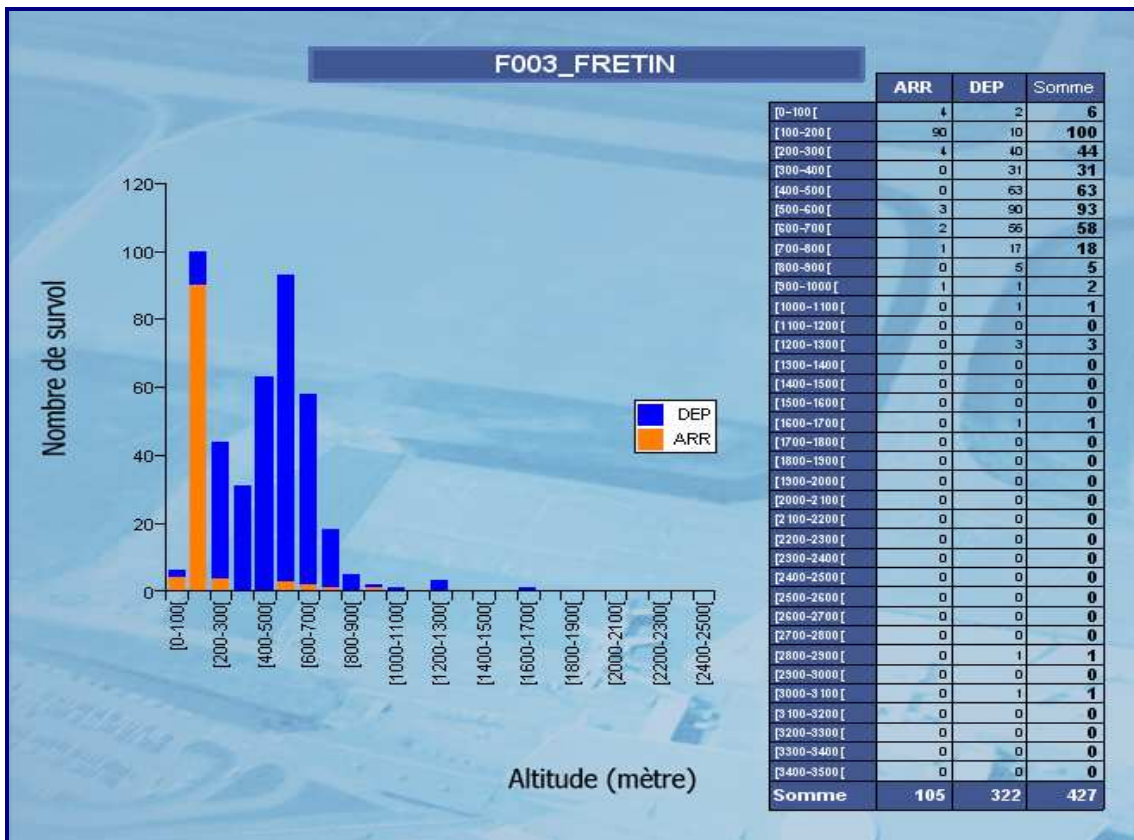 F003_FRETIN
ARR DEP Somme
[0-100[ 4 2 6
[100-200[ 90 10 100
[200-300[ 4 40 44
[300-400[ 0 31 31
[400-500[ 0 63 63
[500-600[ 3 90 93
[600-700[ 2 56 58
[700-800[ 1 17 18
[800-900[ 0 5 5
[900-1000[ 1 1 2
[1000-1100[ 0 1 1
[1100-1200[ 0 0 0
[1200-1300[ 0 3 3
[1300-1400[ 0 0 0
[1400-1500[ 0 0 0
[1500-1600[ 0 0 0
[1600-1700[ 0 1 1
[1700-1800[ 0 0 0
[1800-1900[ 0 0 0
[1900-2000[ 0 0 0
[2000-2100[ 0 0 0
[2100-2200[ 0 0 0
[2200-2300[ 0 0 0
[2300-2400[ 0 0 0
[2400-2500[ 0 0 0
[2500-2600[ 0 0 0
[2600-2700[ 0 0 0
[2700-2800[ 0 0 0
[2800-2900[ 0 1 1
[2900-3000[ 0 0 0
[3000-3100[ 0 1 1
[3100-3200[ 0 0 0
[3200-3300[ 0 0 0
[3300-3400[ 0 0 0
[3400-3500[ 0 0 0
Somme 105 322 427
Nombre de survol
120
100
80
60
40
20
0
[0-100[
[200-300[
[400-500[
[600-700[
[800-900[
[1000-1100[
[1200-1300[
[1400-1500[
[1600-1700[
[1800-1900[
[2000-2100[
[2200-2300[
[2400-2500[
DEP
ARR
Altitude (mètre)